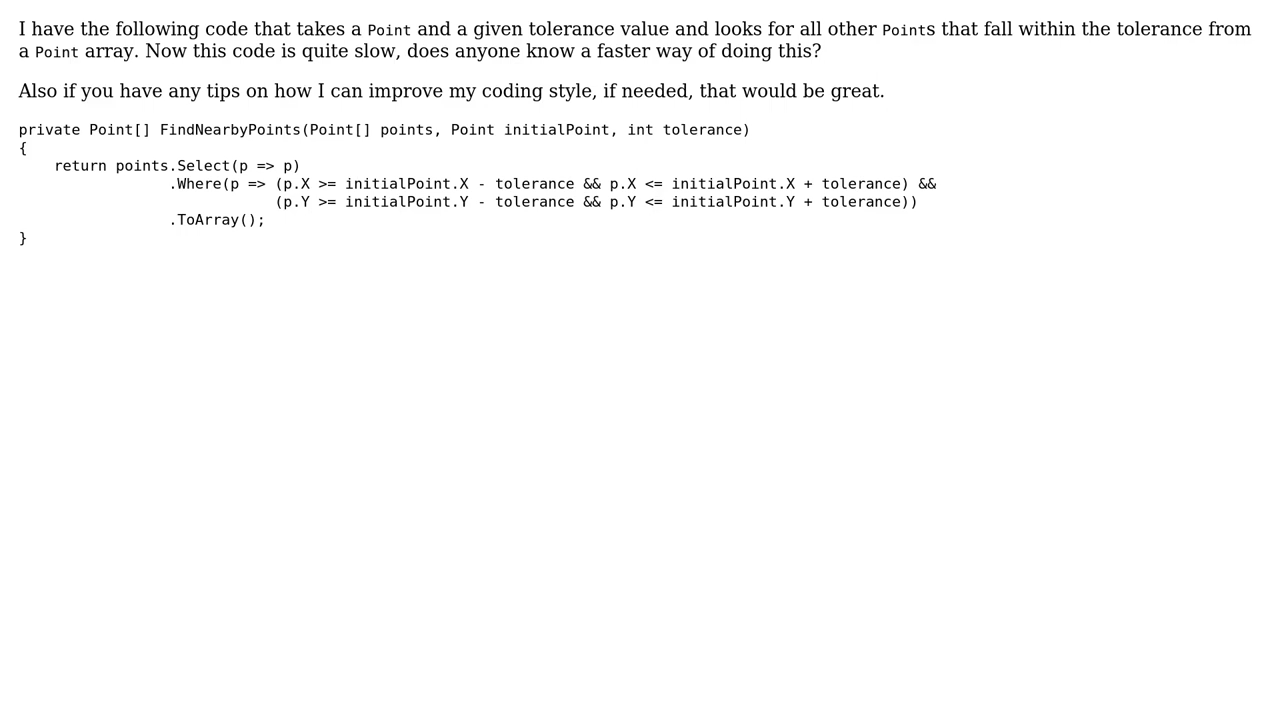 I have the following code that takes a Point and a given tolerance value and looks for all other Points that fall within the tolerance from
a Point array. Now this code is quite slow, does anyone know a faster way of doing this?
Also if you have any tips on how I can improve my coding style, if needed, that would be great.
private Point[] FindNearbyPoints(Point[] points, Point initialPoint, int tolerance)
{
    return points.Select(p => p)
                 .Where(p => (p.X >= initialPoint.X - tolerance && p.X <= initialPoint.X + tolerance) &&
                             (p.Y >= initialPoint.Y - tolerance && p.Y <= initialPoint.Y + tolerance))
                 .ToArray();
}